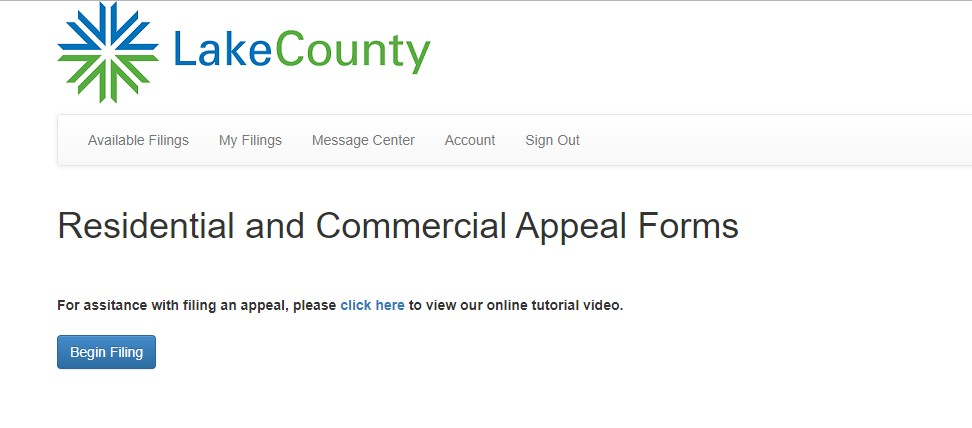 LakeCounty
Available Filings My Filings Message Center Account Sign Out
Residential and Commercial Appeal Forms
For assitance with filing an appeal, please click here to view our online tutorial video.
Begin Filing